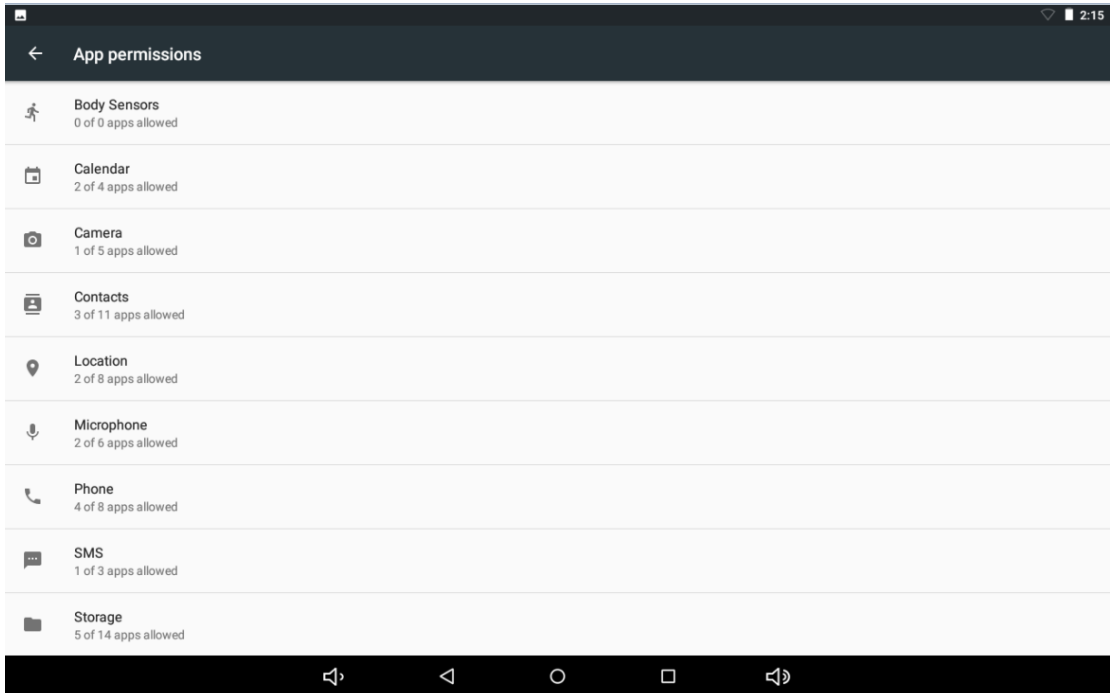 2:15
App permissions
Body Sensors
0 of 0 apps allowed
Calendar
2 of 4 apps allowed
Camera
1 of 5 apps allowed
Contacts
3 of 11 apps allowed
Location
2 of 8 apps allowed
Microphone
2 of 6 apps allowed
Phone
4 of 8 apps allowed
SMS
1 of 3 apps allowed
Storage
5 of 14 apps allowed